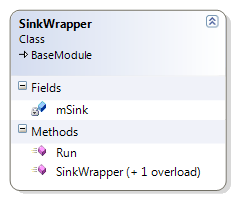 SinkWrapper
Class
BaseModule
Fields
mSink
Methods
Run
SinkWrapper (+ 1 overload)